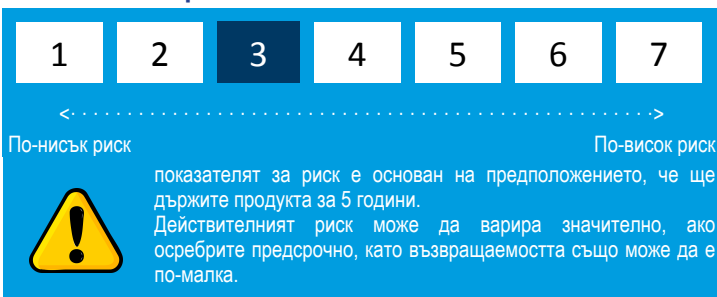 1 2 3 4 5 6 7
По-нисък риск По-висок риск
показателят за риск е основан на предположението, че ще
държите продукта за 5 години.
Действителният риск може да варира значително, ако
осребрите предсрочно, като възвращаемостта също може да е
по-малка.